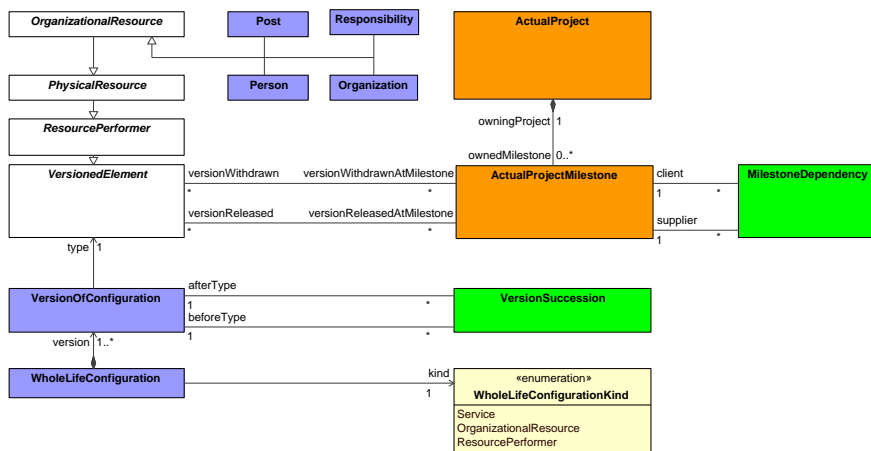 OrganizationalResource
Post
Responsibility
ActualProject
PhysicalResource
Person
Organization
ResourcePerformer
owningProject 1
ownedMilestone 0..*
VersionedElement
versionWithdrawn versionWithdrawnAtMilestone
* *
ActualProjectMilestone
client
1 *
MilestoneDependency
versionReleased versionReleasedAtMilestone
* *
supplier
1 *
type 1
VersionOfConfiguration
afterType
1 *
VersionSuccession
beforeType
1 *
version 1..*
WholeLifeConfiguration
kind
1
«enumeration»
WholeLifeConfigurationKind
Service
OrganizationalResource
ResourcePerformer